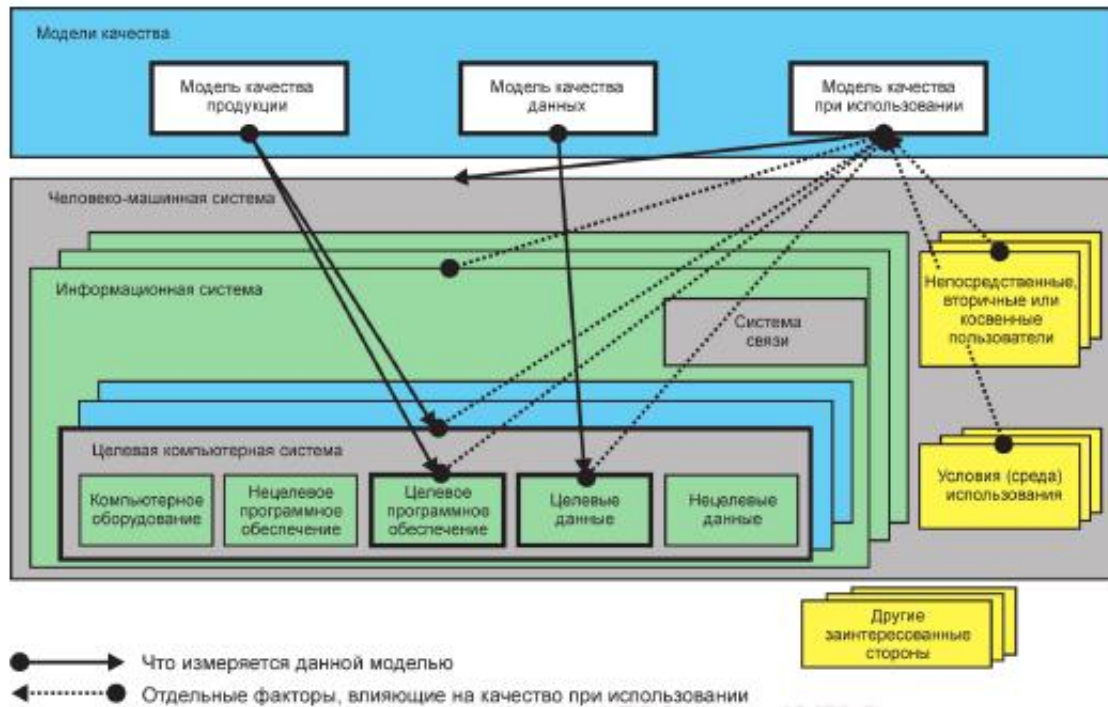 Модели качества
Модель качества
продукции
Модель качества
данных
Модель качества
при использовании
Человеко-машинная система
Информационная система
Система
связи
Непосредственные,
вторичные или
косвенные
пользователи
Целевая компьютерная система
Компьютерное
оборудование
Нецелевое
программное
обеспечение
Целевое
программное
обеспечение
Целевые
данные
Нецелевые
данные
Условия (среда)
использования
Другие
заинтересованные
стороны
Что измеряется данной моделью
Отдельные факторы, влияющие на качество при использовании